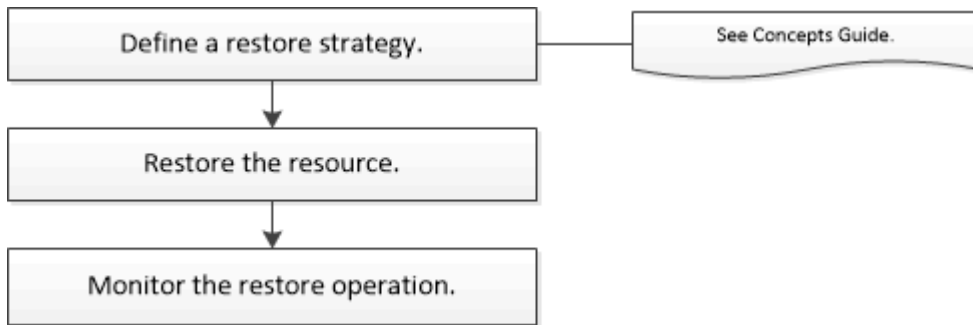 Define a restore strategy.
See Concepts Guide.
Restore the resource.
Monitor the restore operation.